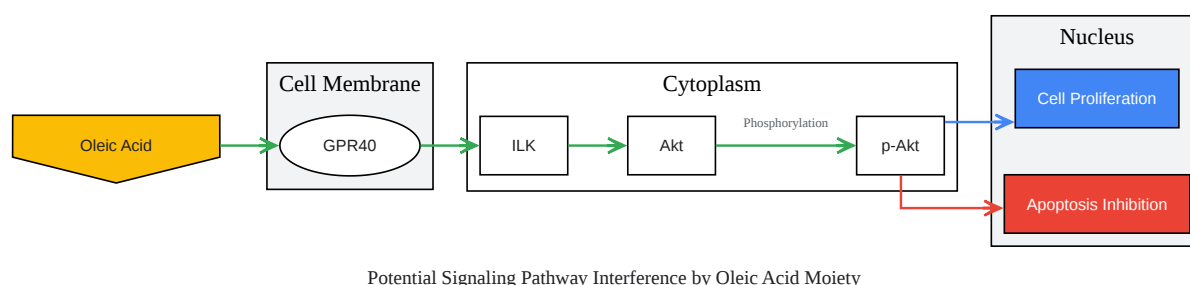 Nucleus
Cell Membrane
Cytoplasm
Cell Proliferation
Phosphorylation
Oleic Acid
GPR40
ILK
Akt
p-Akt
Apoptosis Inhibition
Potential Signaling Pathway Interference by Oleic Acid Moiety